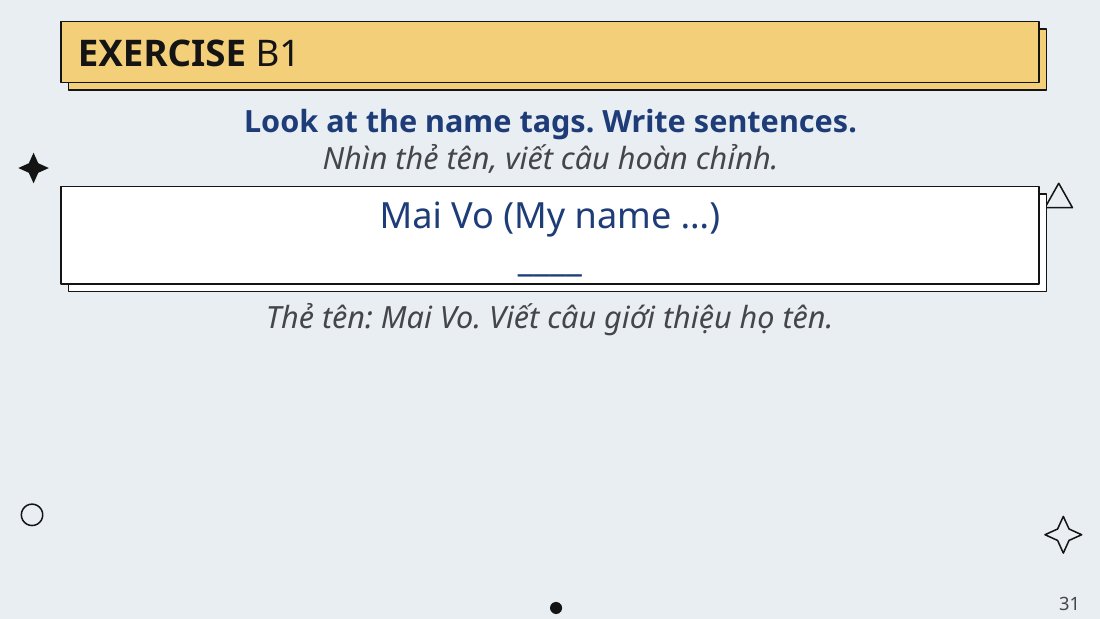 EXERCISE B1
Look at the name tags. Write sentences.
Nhìn thẻ tên, viết câu hoàn chỉnh.
Mai Vo (My name ...)
_____
Thẻ tên: Mai Vo. Viết câu giới thiệu họ tên.
31